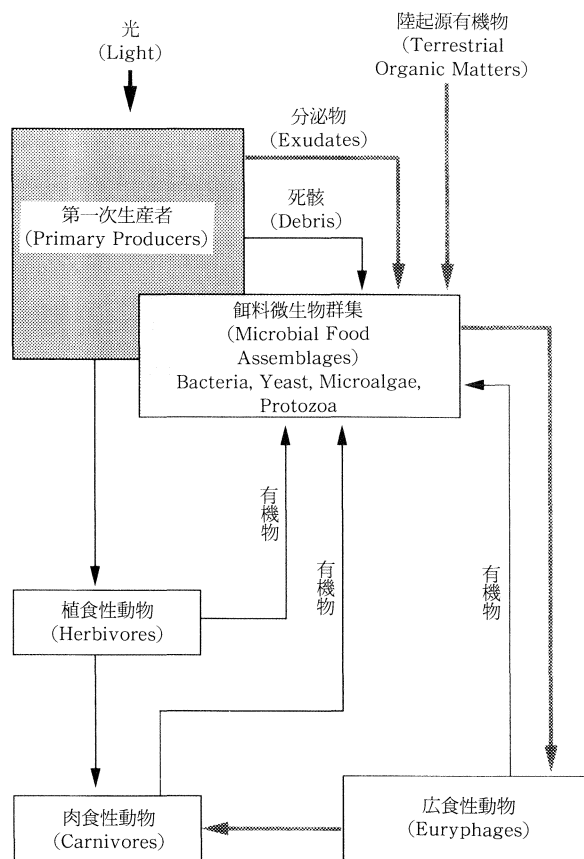 光
(Light)
陸起源有機物
(Terrestrial
Organic Matters)
分泌物
(Exudates)
死骸
(Debris)
第一次生産者
(Primary Producers)
餌料微生物群集
(Microbial Food
Assemblages)
Bacteria, Yeast, Microalgae,
Protozoa
有機物
有機物
有機物
植食性動物
(Herbivores)
肉食性動物
(Carnivores)
広食性動物
(Euryphages)